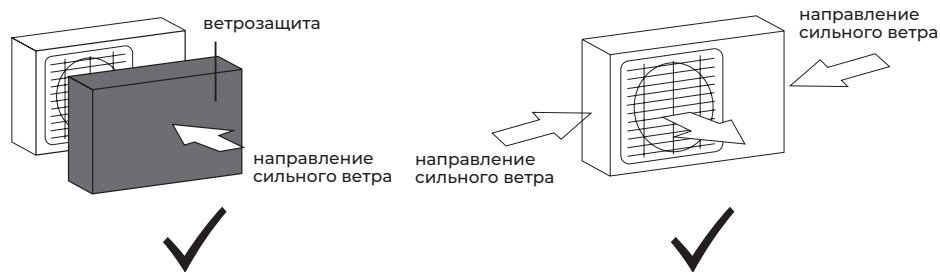 ветрозащита
направление
сильного ветра
направление
сильного ветра
направление
сильного ветра